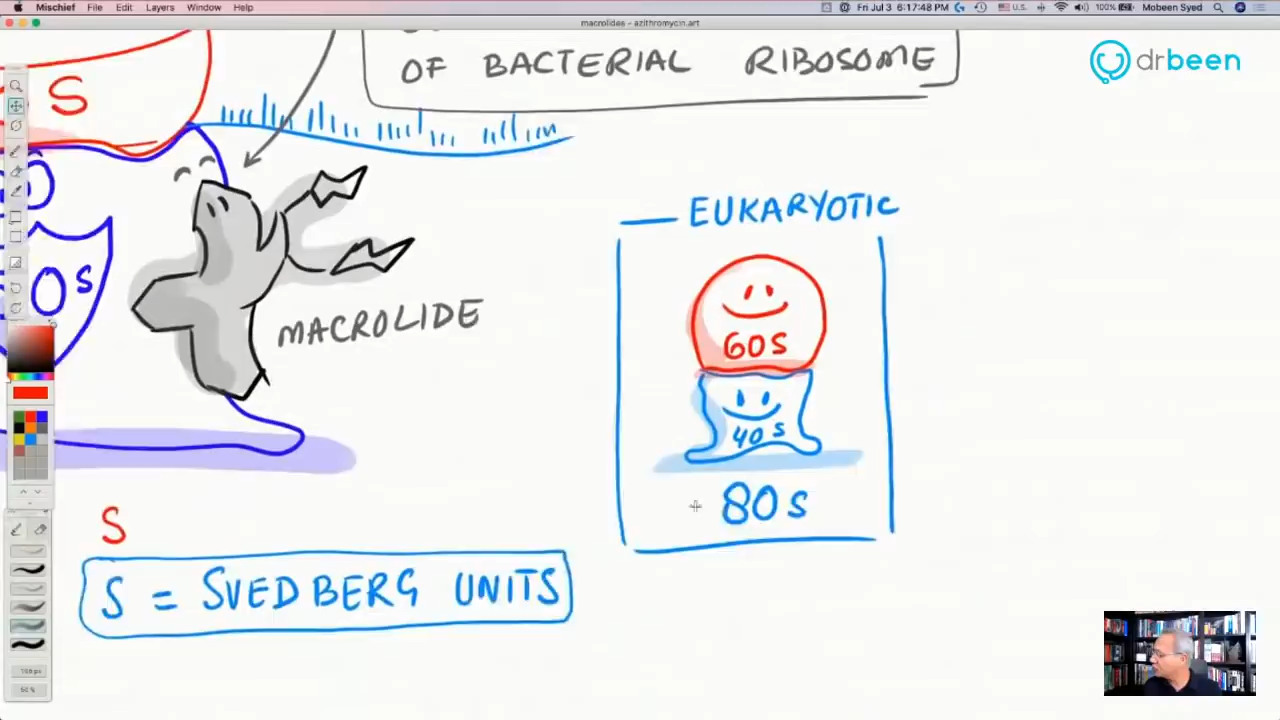 Mischief File Edit Layers Window Help
U.S. 100% Fri Jul 3 6:17:48 PM Mobeen Syed
macrolides - azithromycin.art
drbeen
OF BACTERIAL RIBOSOME
S
0S
MACROLIDE
EUKARYOTIC
60S
40S
80S
S
S = SVEDBERG UNITS